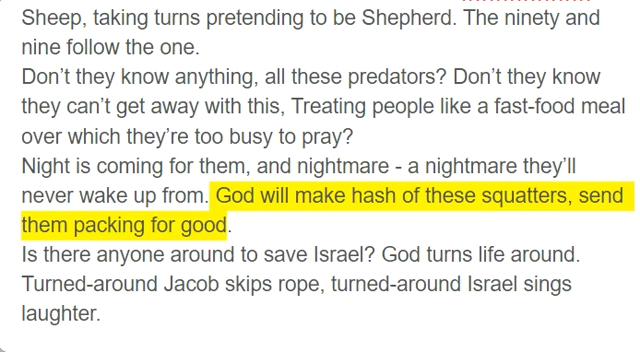 Sheep, taking turns pretending to be Shepherd. The ninety and
nine follow the one.
Don’t they know anything, all these predators? Don’t they know
they can’t get away with this, Treating people like a fast-food meal
over which they’re too busy to pray?
Night is coming for them, and nightmare - a nightmare they’ll
never wake up from. God will make hash of these squatters, send
them packing for good.
Is there anyone around to save Israel? God turns life around.
Turned-around Jacob skips rope, turned-around Israel sings
laughter.